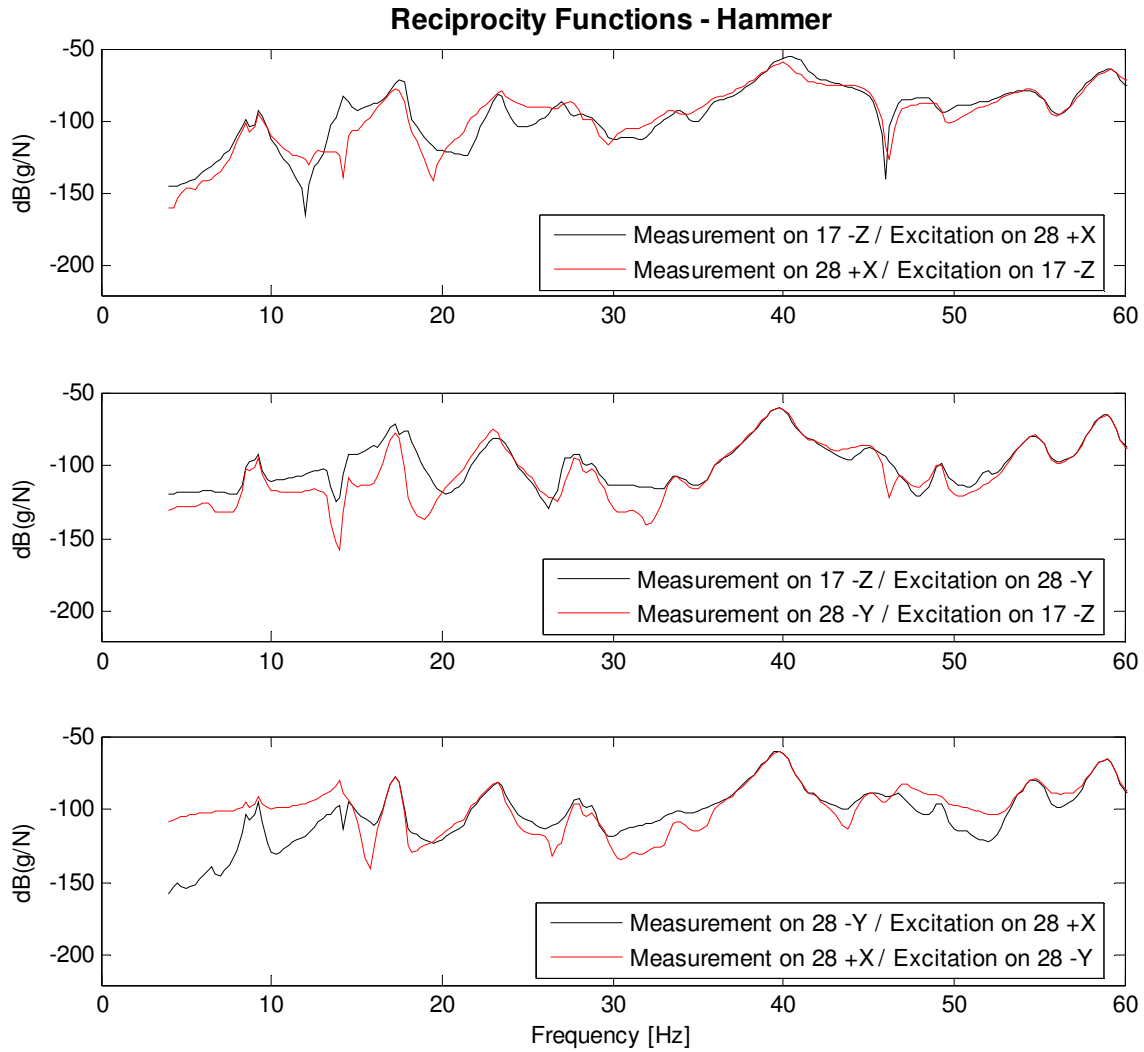 Reciprocity Functions - Hammer
-50
-100
-150
-200
dB(g/N)
Measurement on 17 -Z / Excitation on 28 +X
Measurement on 28 +X / Excitation on 17 -Z
0 10 20 30 40 50 60
-50
-100
-150
-200
dB(g/N)
Measurement on 17 -Z / Excitation on 28 -Y
Measurement on 28 -Y / Excitation on 17 -Z
0 10 20 30 40 50 60
-50
-100
-150
-200
dB(g/N)
Measurement on 28 -Y / Excitation on 28 +X
Measurement on 28 +X / Excitation on 28 -Y
0 10 20 30 40 50 60
Frequency [Hz]